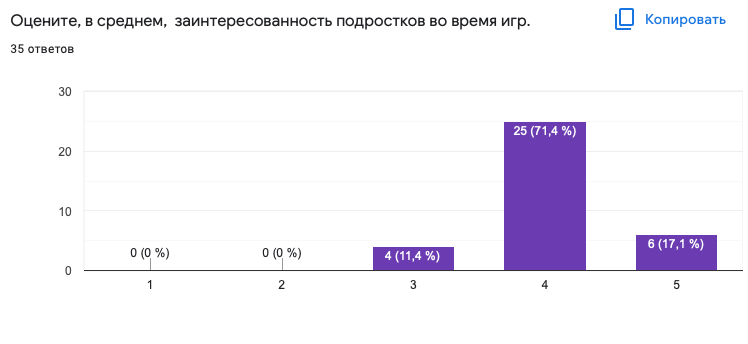 Оцените, в среднем,  заинтересованность подростков во время игр.
Копировать
35 ответов
30
20
10
0
0 (0 %)
0 (0 %)
4 (11,4 %)
25 (71,4 %)
6 (17,1 %)
1
2
3
4
5